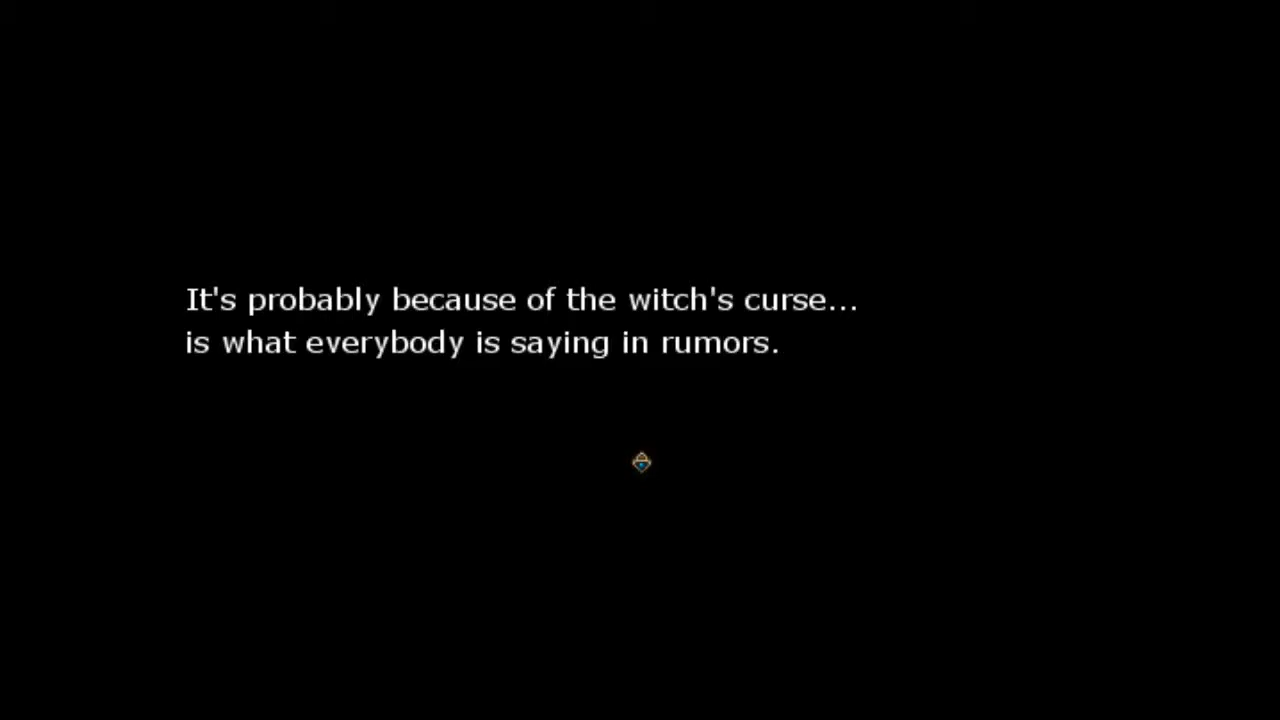 It's probably because of the witch's curse...
is what everybody is saying in rumors.